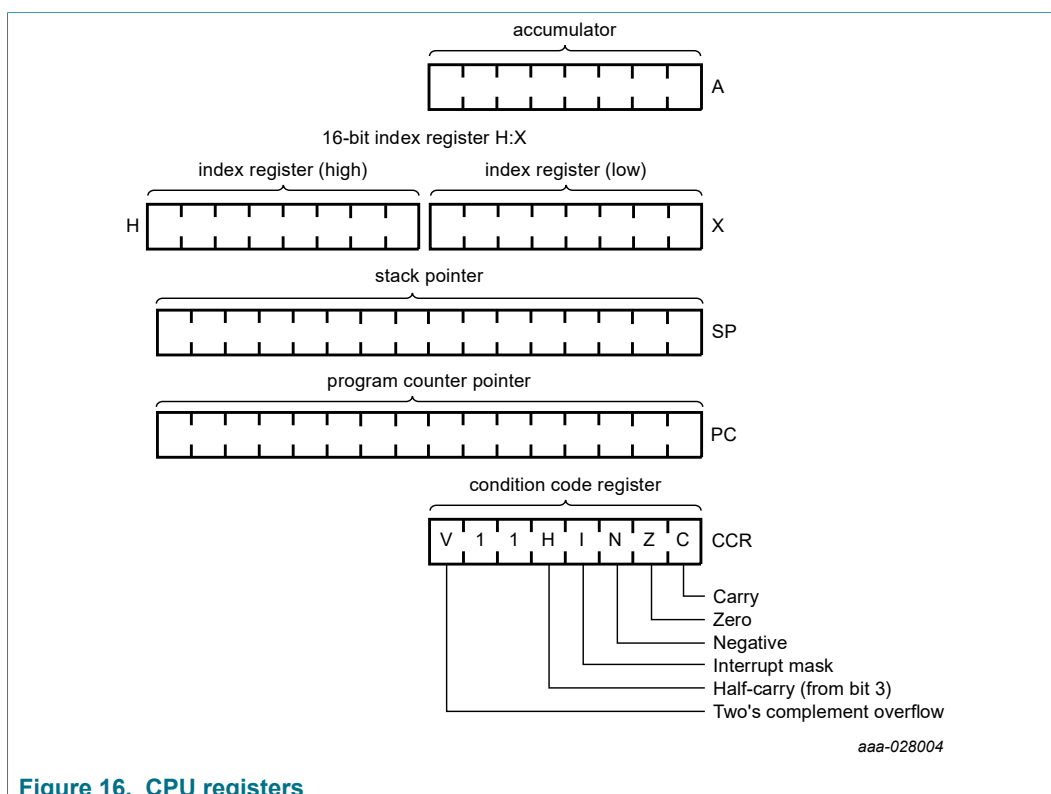 accumulator
A
16-bit index register H:X
index register (high)
index register (low)
H
X
stack pointer
SP
program counter pointer
PC
condition code register
V 1 1 H I N Z C
CCR
Carry
Zero
Negative
Interrupt mask
Half-carry (from bit 3)
Two's complement overflow
aaa-028004
Figure 16. CPU registers